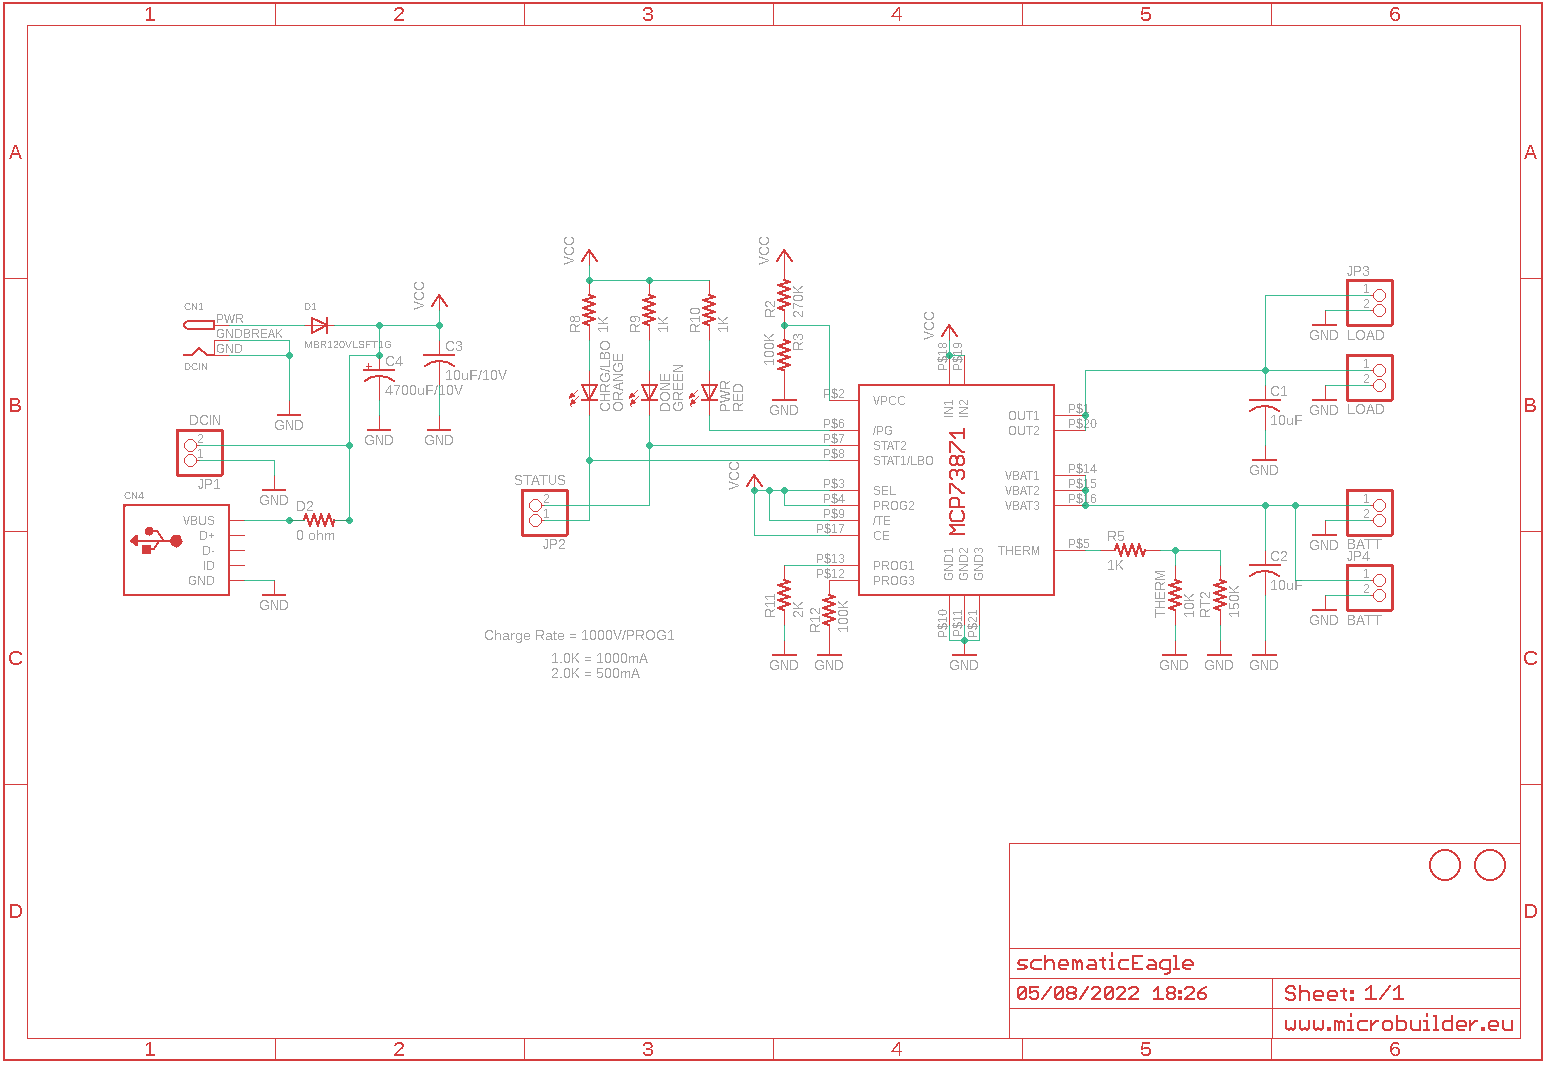 1 2 3 4 5 6
A A
B B
C C
D D
1 2 3 4 5 6
CN1
PWR
GNDBREAK
GND
DCIN
D1
MBR120VLSFT1G
VCC
C3
10uF/10V
C4
4700uF/10V
GND
GND
GND
DCIN
2
1
JP1
GND
CN4
VBUS
D+
D-
ID
GND
D2
0 ohm
GND
VCC
R8
1K
R9
1K
R10
1K
CHRG/LBO
ORANGE
DONE
GREEN
PWR
RED
STATUS
2
1
JP2
Charge Rate = 1000V/PROG1
1.0K = 1000mA
2.0K = 500mA
VCC
R2
270K
R3
100K
GND
VCC
P$2
P$6
P$7
P$8
P$3
P$4
P$9
P$17
P$13
P$12
R11
2K
R12
100K
GND
GND
VCC
P$18
P$19
IN1
IN2
VPCC
/PG
STAT2
STAT1/LBO
SEL
PROG2
/TE
CE
PROG1
PROG3
MCP73871
OUT1
OUT2
VBAT1
VBAT2
VBAT3
THERM
GND1
GND2
GND3
P$10
P$11
P$21
GND
P$1
P$20
P$14
P$15
P$16
P$5
R5
1K
THERM
10K
RT2
150K
GND
GND
GND
C1
10uF
GND
C2
10uF
JP3
1
2
GND
LOAD
1
2
GND
LOAD
1
2
GND
BATT
JP4
1
2
GND
BATT
schematicEagle
05/08/2022 18:26
Sheet: 1/1
www.microbuilder.eu